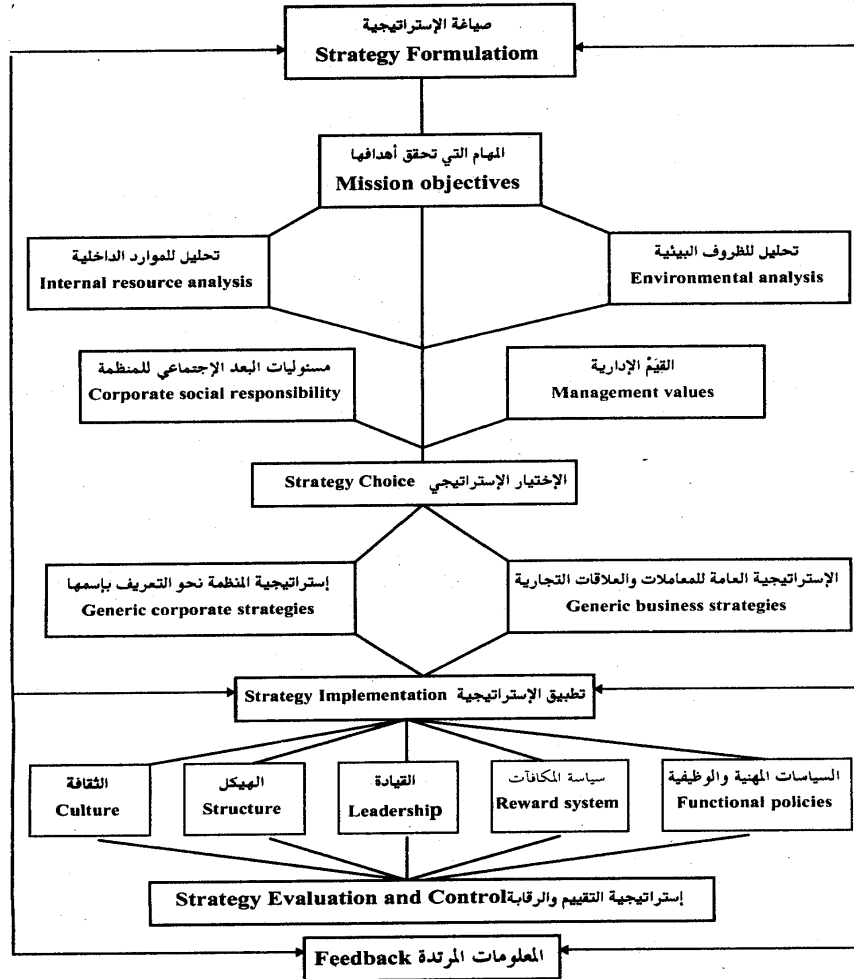 صياغة الإستراتيجية
Strategy Formulatiom
المهام التي تحقق أهدافها
Mission objectives
تحليل للموارد الداخلية
Internal resource analysis
تحليل للظروف البيئية
Environmental analysis
مسئوليات البعد الإجتماعي للمنظمة
Corporate social responsibility
القِيَمْ الإدارية
Management values
الإختيار الإستراتيجي Strategy Choice
إستراتيجية المنظمة نحو التعريف بإسمها
Generic corporate strategies
الإستراتيجية العامة للمعاملات والعلاقات التجارية
Generic business strategies
تطبيق الإستراتيجية Strategy Implementation
الثقافة
Culture
الهيكل
Structure
القيادة
Leadership
سياسة المكافآت
Reward system
السياسات المهنية والوظيفية
Functional policies
إستراتيجية التقييم والرقابة Strategy Evaluation and Control
المعلومات المرتدة Feedback